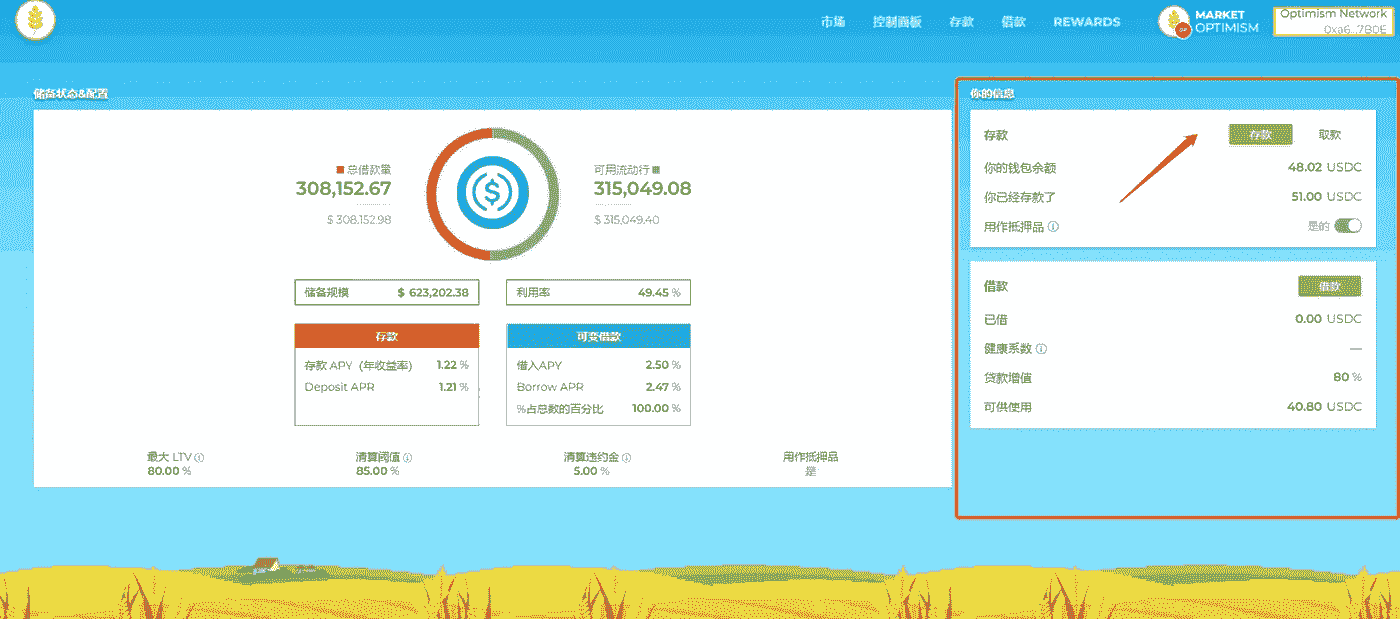 市场 控制面板 存款 借款 REWARDS MARKET OPTIMISM Optimism Network 0xa6...7BDE
储备状态&配置
总借款量
308,152.67
$ 308,152.98
可用流动行
315,049.08
$ 315,049.40
储备规模 $ 623,202.38
利用率 49.45 %
存款
存款 APY (年收益率) 1.22 %
Deposit APR 1.21 %
可变借款
借入APY 2.50 %
Borrow APR 2.47 %
%占总数的百分比 100.00 %
最大 LTV
80.00 %
清算阈值
85.00 %
清算违约金
5.00 %
用作抵押品
是
你的信息
存款 存款 取款
你的钱包余额 48.02 USDC
你已经存款了 51.00 USDC
用作抵押品 是的
借款 借款
已借 0.00 USDC
健康系数 —
贷款增值 80 %
可供使用 40.80 USDC